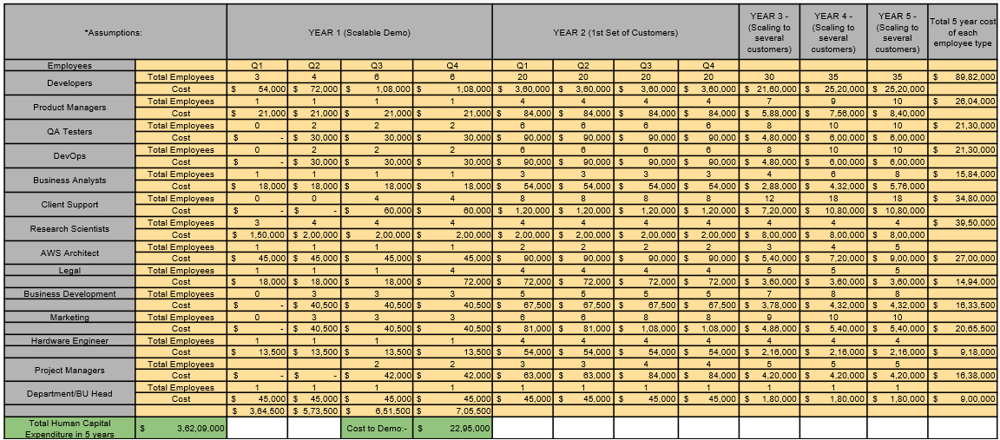 *Assumptions: YEAR 1 (Scalable Demo) YEAR 2 (1st Set of Customers) YEAR 3 - (Scaling to several customers) YEAR 4 - (Scaling to several customers) YEAR 5 - (Scaling to several customers) Total 5 year cost of each employee type
Employees Q1 Q2 Q3 Q4 Q1 Q2 Q3 Q4
Developers Total Employees 3 4 6 6 20 20 20 20 30 35 35 $ 89,82,000
Cost $ 54,000 $ 72,000 $ 1,08,000 $ 1,08,000 $ 3,60,000 $ 3,60,000 $ 3,60,000 $ 3,60,000 $ 21,60,000 $ 25,20,000 $ 25,20,000
Product Managers Total Employees 1 1 1 1 4 4 4 4 7 9 10 $ 26,04,000
Cost $ 21,000 $ 21,000 $ 21,000 $ 21,000 $ 84,000 $ 84,000 $ 84,000 $ 84,000 $ 5,88,000 $ 7,56,000 $ 8,40,000
QA Testers Total Employees 0 2 2 2 6 6 6 6 8 10 10 $ 21,30,000
Cost $ - $ 30,000 $ 30,000 $ 30,000 $ 90,000 $ 90,000 $ 90,000 $ 90,000 $ 4,80,000 $ 6,00,000 $ 6,00,000
DevOps Total Employees 0 2 2 2 6 6 6 6 8 10 10 $ 21,30,000
Cost $ - $ 30,000 $ 30,000 $ 30,000 $ 90,000 $ 90,000 $ 90,000 $ 90,000 $ 4,80,000 $ 6,00,000 $ 6,00,000
Business Analysts Total Employees 1 1 1 1 3 3 3 3 4 6 8 $ 15,84,000
Cost $ 18,000 $ 18,000 $ 18,000 $ 18,000 $ 54,000 $ 54,000 $ 54,000 $ 54,000 $ 2,88,000 $ 4,32,000 $ 5,76,000
Client Support Total Employees 0 0 4 4 8 8 8 8 12 18 18 $ 34,80,000
Cost $ - $ - $ 60,000 $ 60,000 $ 1,20,000 $ 1,20,000 $ 1,20,000 $ 1,20,000 $ 7,20,000 $ 10,80,000 $ 10,80,000
Research Scientists Total Employees 3 4 4 4 4 4 4 4 4 4 4 $ 39,50,000
Cost $ 1,50,000 $ 2,00,000 $ 2,00,000 $ 2,00,000 $ 2,00,000 $ 2,00,000 $ 2,00,000 $ 2,00,000 $ 8,00,000 $ 8,00,000 $ 8,00,000
AWS Architect Total Employees 1 1 1 1 2 2 2 2 3 4 5
Cost $ 45,000 $ 45,000 $ 45,000 $ 45,000 $ 90,000 $ 90,000 $ 90,000 $ 90,000 $ 5,40,000 $ 7,20,000 $ 9,00,000 $ 27,00,000
Legal Total Employees 1 1 1 4 4 4 4 4 5 5 5
Cost $ 18,000 $ 18,000 $ 18,000 $ 72,000 $ 72,000 $ 72,000 $ 72,000 $ 72,000 $ 3,60,000 $ 3,60,000 $ 3,60,000 $ 14,94,000
Business Development Total Employees 0 3 3 3 5 5 5 5 7 8 8
Cost $ - $ 40,500 $ 40,500 $ 40,500 $ 67,500 $ 67,500 $ 67,500 $ 67,500 $ 3,78,000 $ 4,32,000 $ 4,32,000 $ 16,33,500
Marketing Total Employees 0 3 3 3 6 6 8 8 9 10 10
Cost $ - $ 40,500 $ 40,500 $ 40,500 $ 81,000 $ 81,000 $ 1,08,000 $ 1,08,000 $ 4,86,000 $ 5,40,000 $ 5,40,000 $ 20,65,500
Hardware Engineer Total Employees 1 1 1 1 4 4 4 4 4 4 4
Cost $ 13,500 $ 13,500 $ 13,500 $ 13,500 $ 54,000 $ 54,000 $ 54,000 $ 54,000 $ 2,16,000 $ 2,16,000 $ 2,16,000 $ 9,18,000
Project Managers Total Employees 2 2 3 3 4 4 5 5 5
Cost $ - $ - $ 42,000 $ 42,000 $ 63,000 $ 63,000 $ 84,000 $ 84,000 $ 4,20,000 $ 4,20,000 $ 4,20,000 $ 16,38,000
Department/BU Head Total Employees 1 1 1 1 1 1 1 1 1 1 1
Cost $ 45,000 $ 45,000 $ 45,000 $ 45,000 $ 45,000 $ 45,000 $ 45,000 $ 45,000 $ 1,80,000 $ 1,80,000 $ 1,80,000 $ 9,00,000
$ 3,64,500 $ 5,73,500 $ 6,51,500 $ 7,05,500
Total Human Capital Expenditure in 5 years $ 3,62,09,000 Cost to Demo:- $ 22,95,000